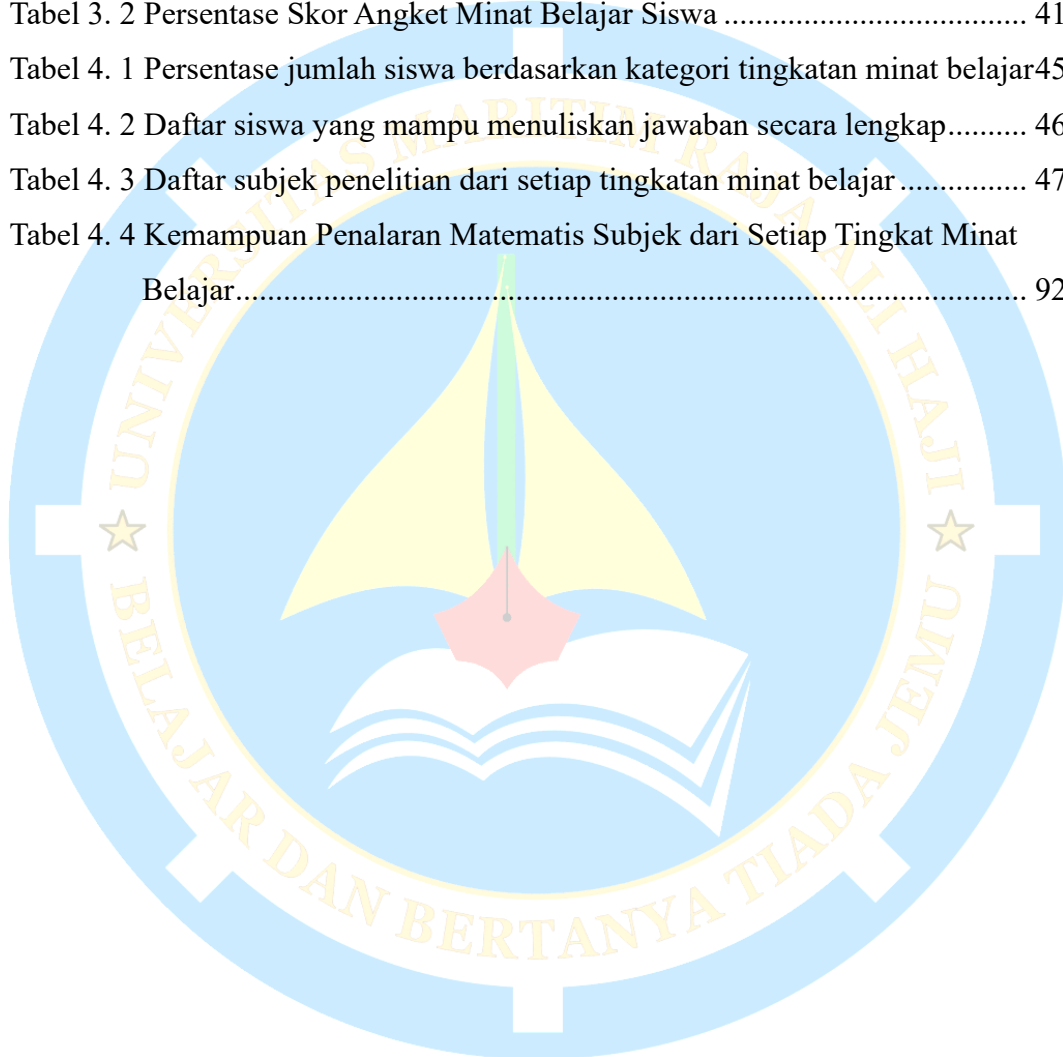 Tabel 3. 2 Persentase Skor Angket Minat Belajar Siswa ................................ 41
Tabel 4. 1 Persentase jumlah siswa berdasarkan kategori tingkatan minat belajar45
Tabel 4. 2 Daftar siswa yang mampu menuliskan jawaban secara lengkap......... 46
Tabel 4. 3 Daftar subjek penelitian dari setiap tingkatan minat belajar.............. 47
Tabel 4. 4 Kemampuan Penalaran Matematis Subjek dari Setiap Tingkat Minat
Belajar.................................................................................... 92
UNIVERSITAS MARITIM RAJA ALI HAJI
BELAJAR DAN BERTANYA TIADA JEMU